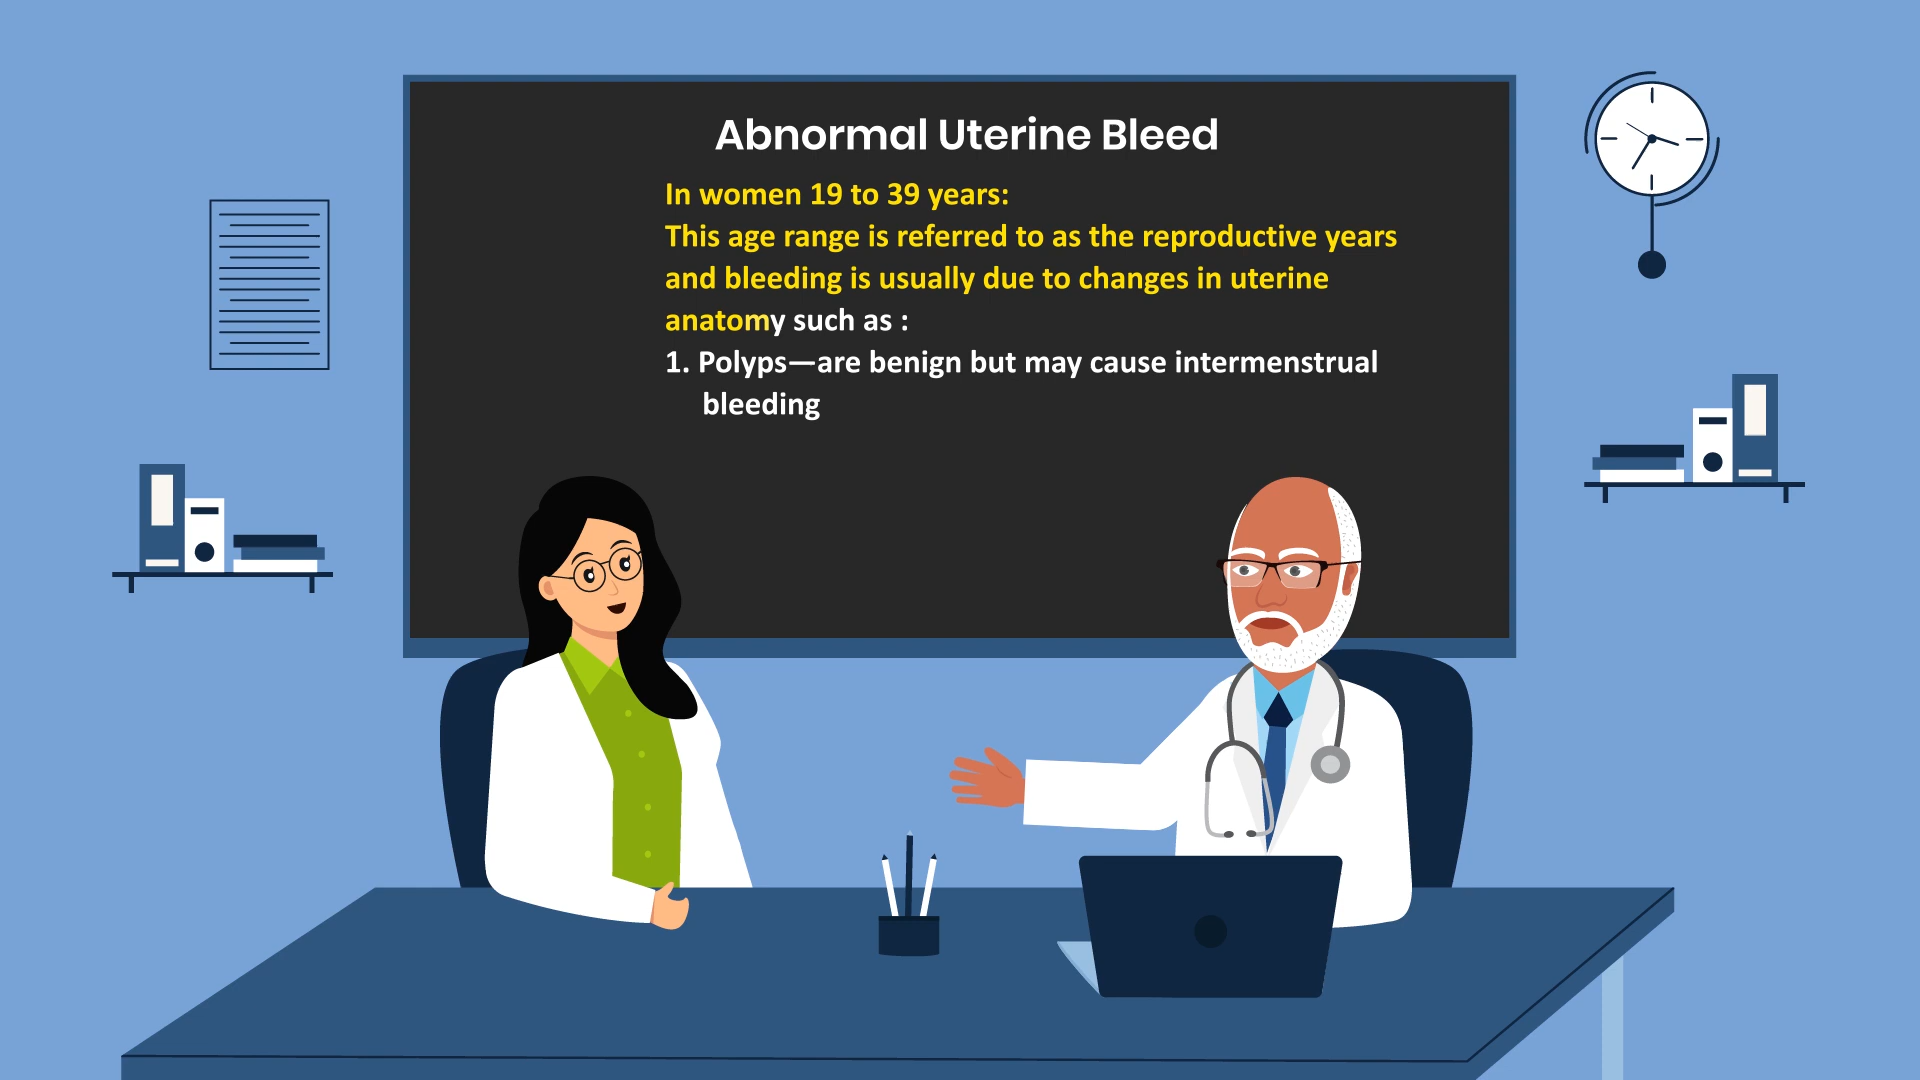 Abnormal Uterine Bleed
In women 19 to 39 years:
This age range is referred to as the reproductive years
and bleeding is usually due to changes in uterine
anatomy such as :
1. Polyps—are benign but may cause intermenstrual
bleeding